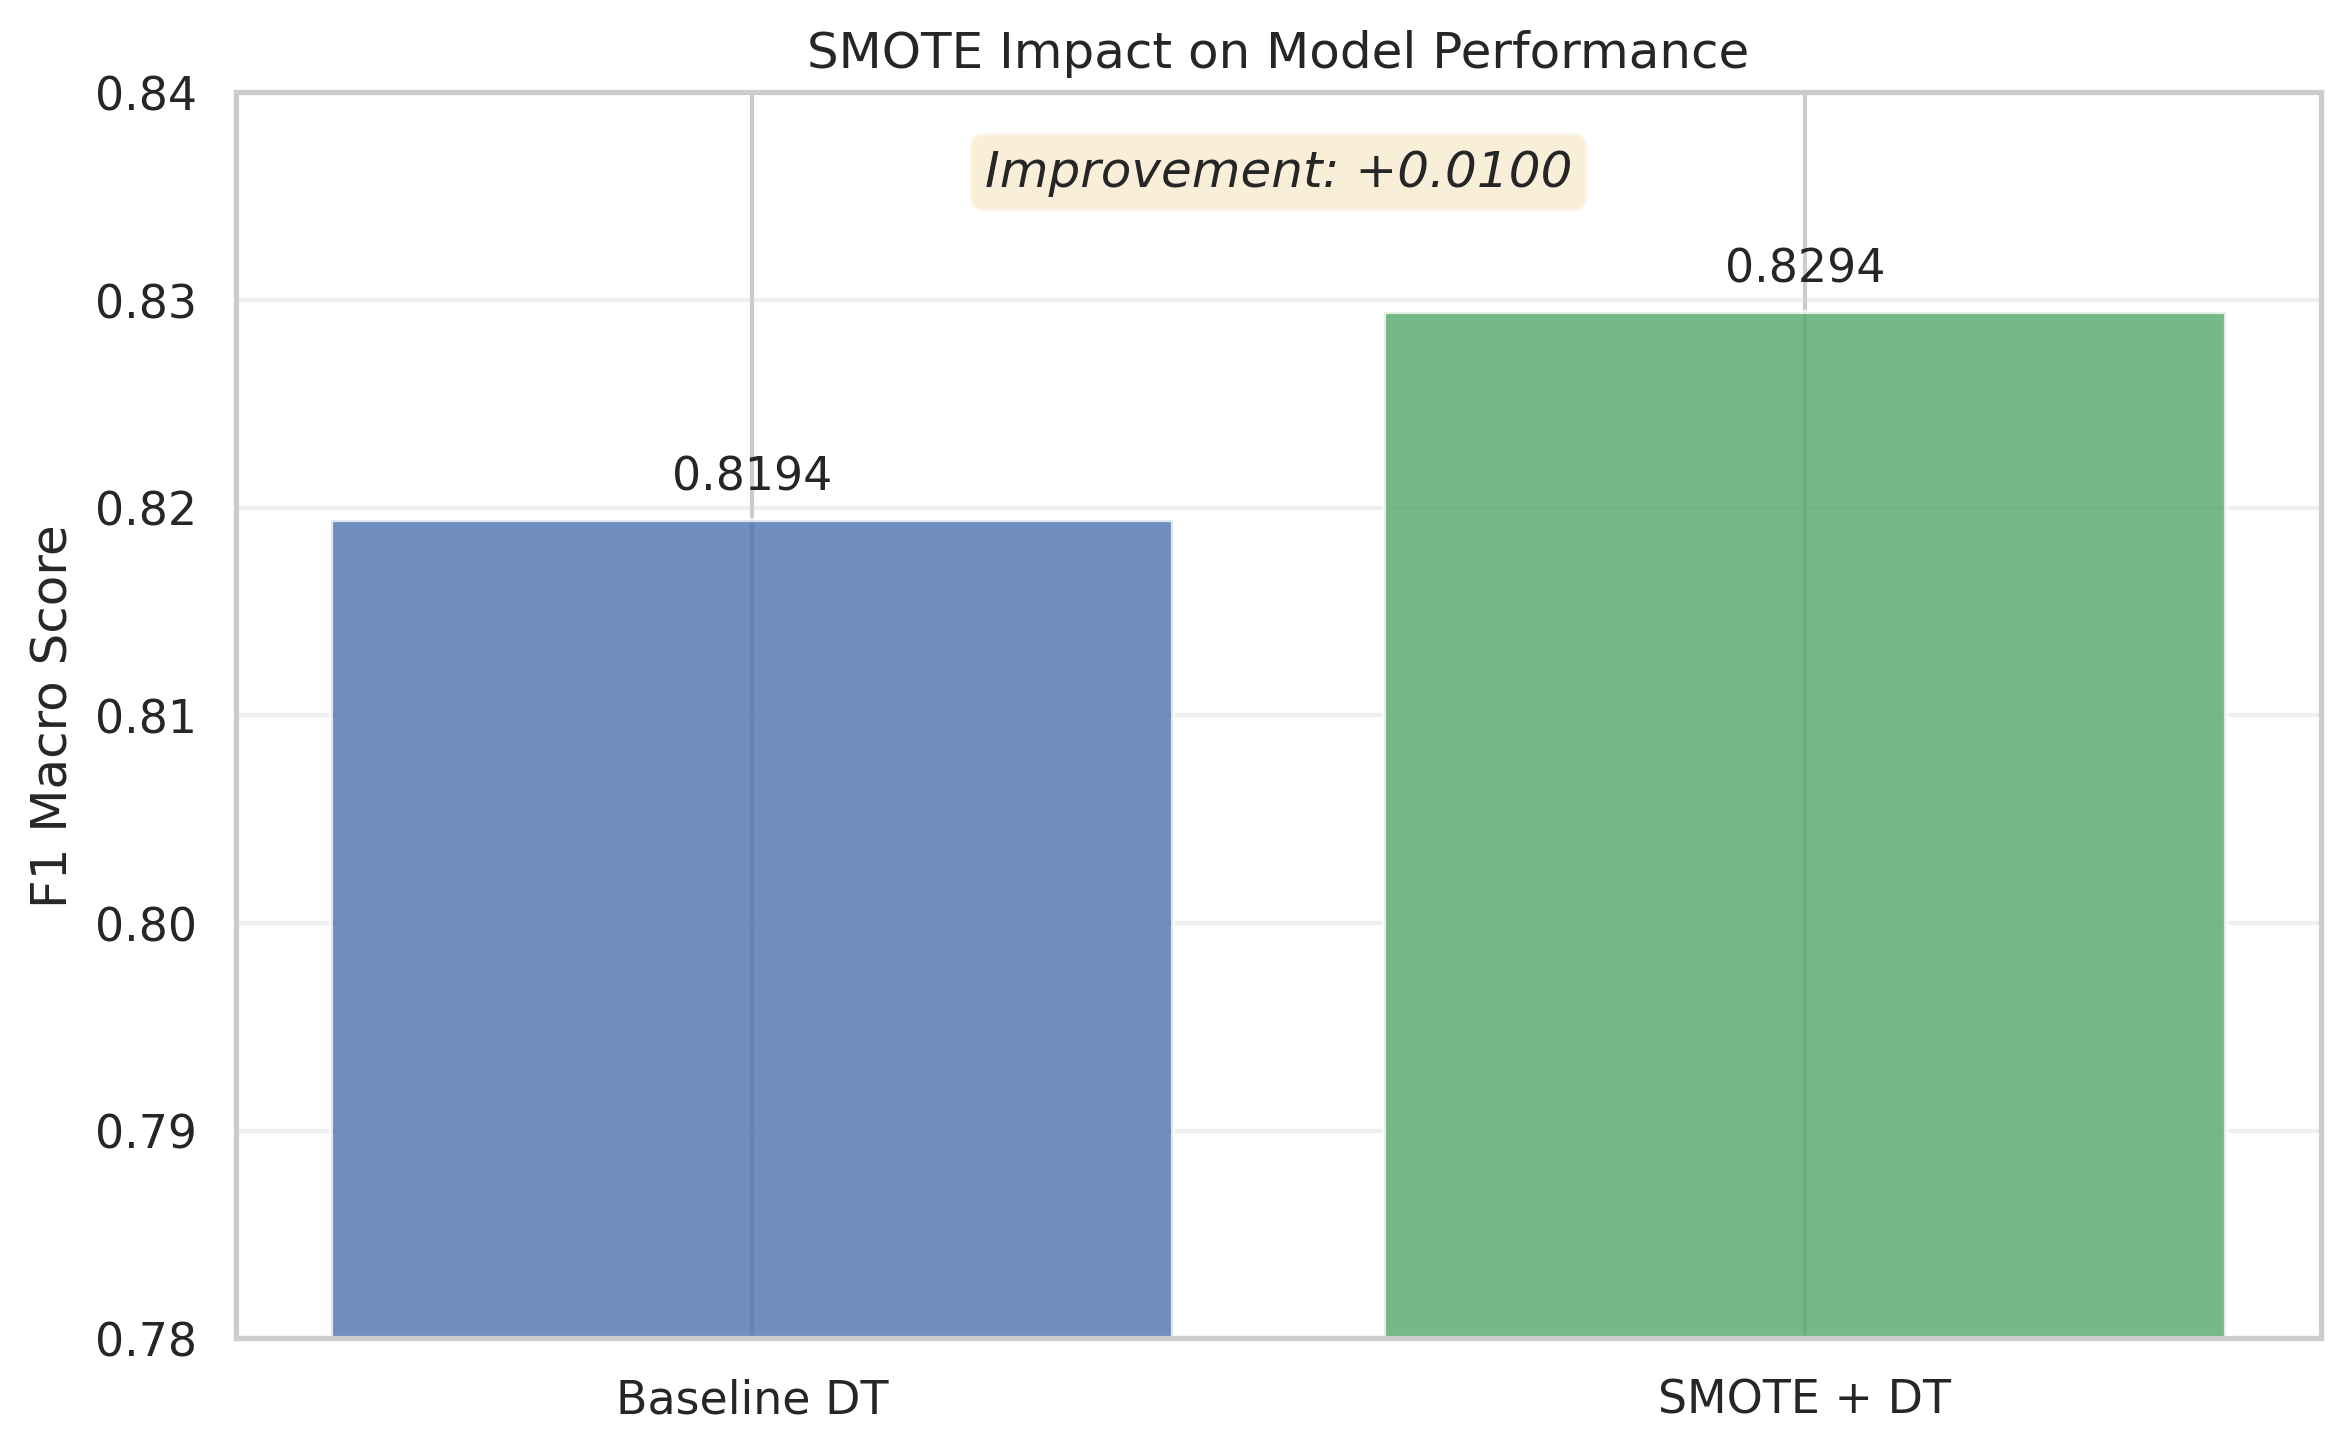 SMOTE Impact on Model Performance
0.84
Improvement: +0.0100
0.8294
0.83
0.8194
0.82
F1 Macro Score
0.81
0.80
0.79
0.78
Baseline DT
SMOTE + DT